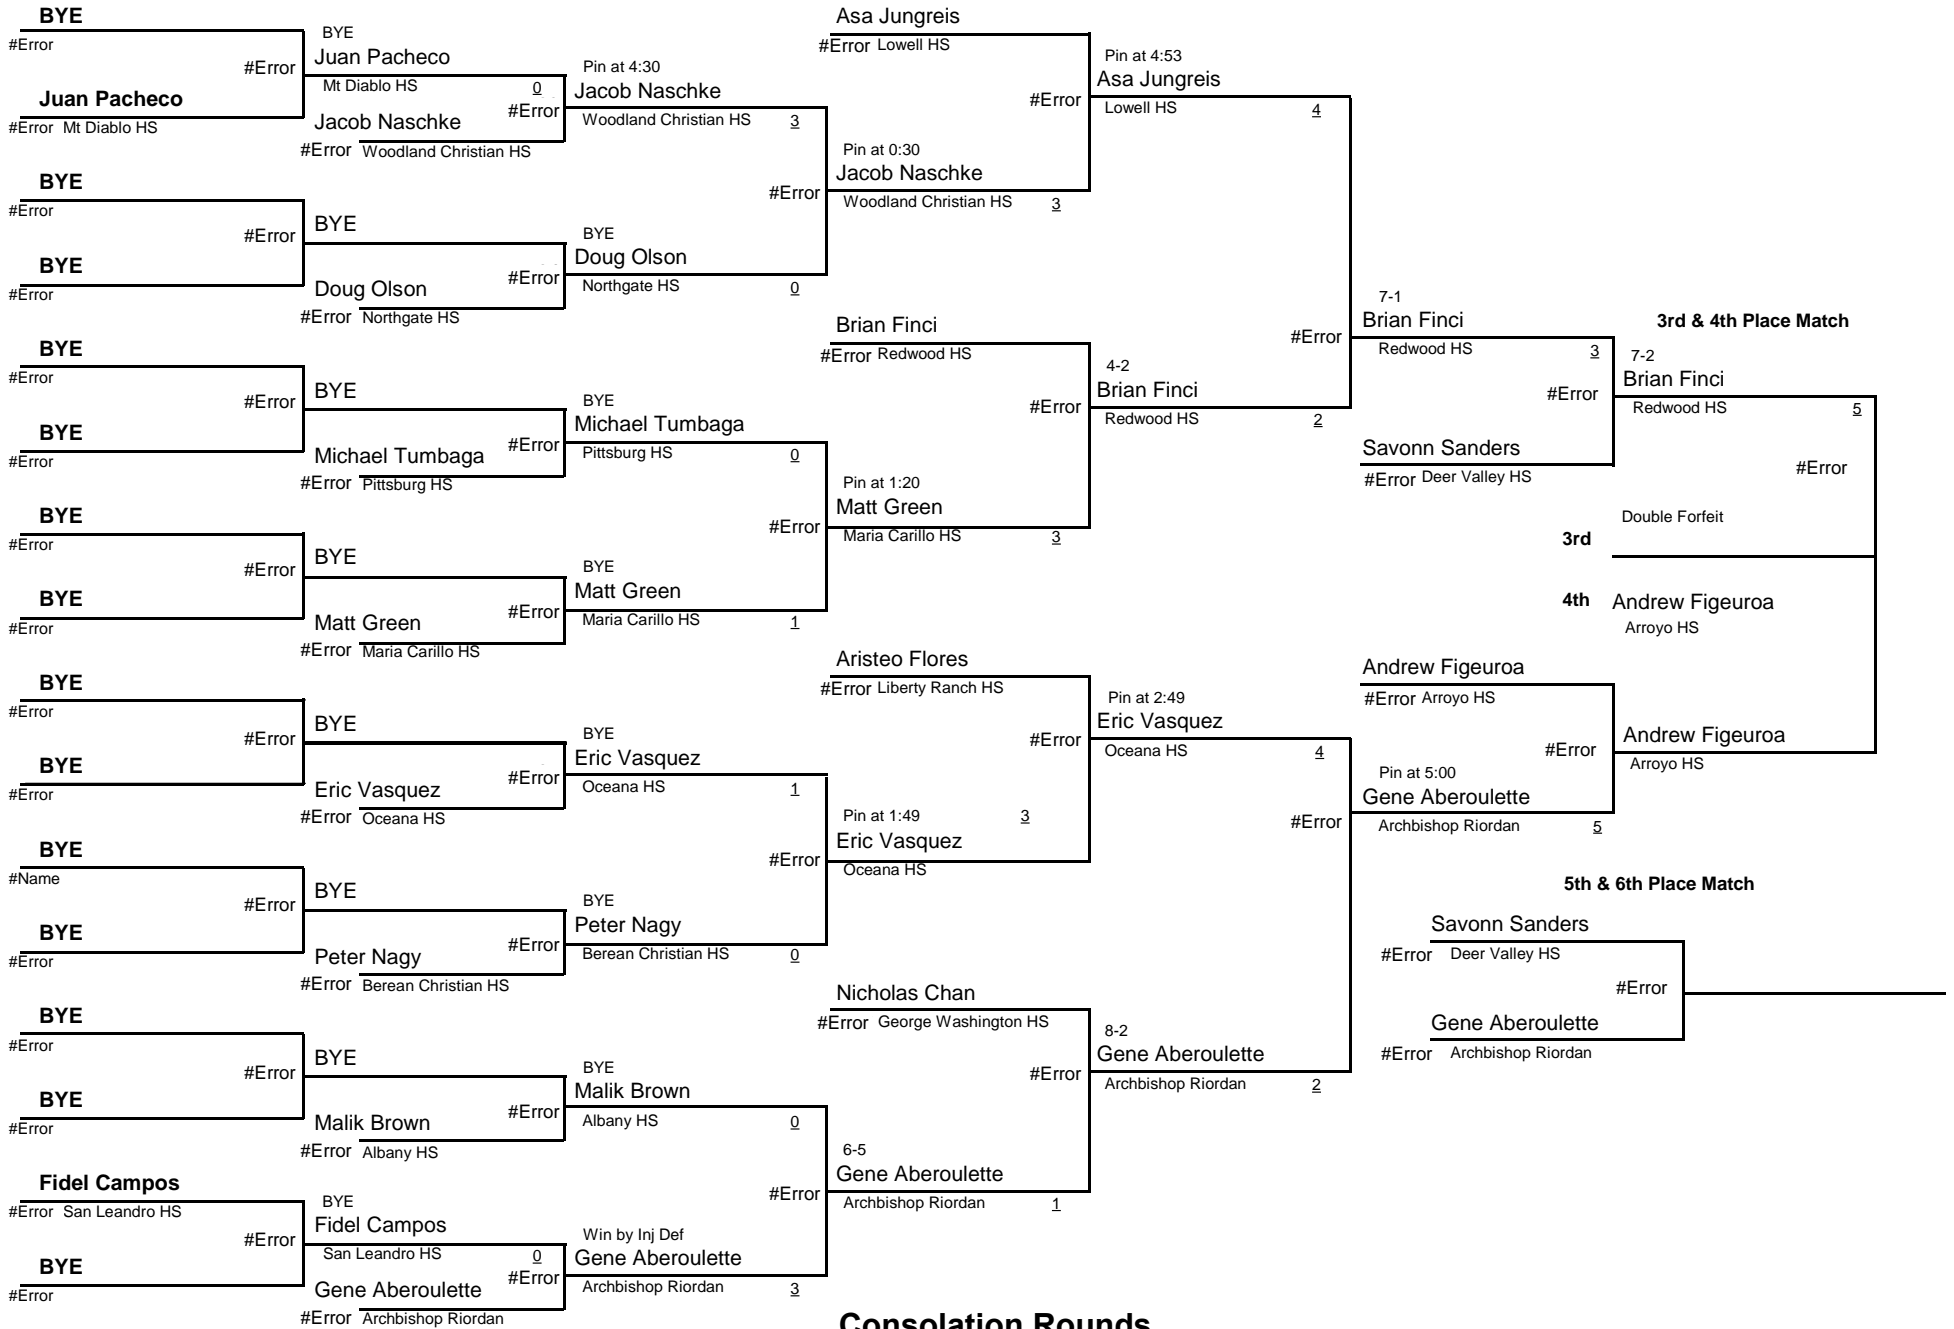 BYE
#Error
#Error
Juan Pacheco
#Error Mt Diablo HS
BYE
#Error
#Error
BYE
#Error
BYE
#Error
#Error
BYE
#Error
BYE
#Error
#Error
BYE
#Error
BYE
#Error
#Error
BYE
#Error
BYE
#Name
#Error
BYE
#Error
BYE
#Error
#Error
BYE
#Error
Fidel Campos
#Error San Leandro HS
#Error
BYE
#Error
BYE
Juan Pacheco
Mt Diablo HS 0
#Error
Jacob Naschke
#Error Woodland Christian HS
BYE
#Error
Doug Olson
#Error Northgate HS
BYE
#Error
Michael Tumbaga
#Error Pittsburg HS
BYE
#Error
Matt Green
#Error Maria Carillo HS
BYE
#Error
Eric Vasquez
#Error Oceana HS
BYE
#Error
Peter Nagy
#Error Berean Christian HS
BYE
#Error
Malik Brown
#Error Albany HS
BYE
Fidel Campos
San Leandro HS 0
#Error
Gene Aberoulette
#Error Archbishop Riordan
Pin at 4:30
Jacob Naschke
Woodland Christian HS 3
#Error
BYE
Doug Olson
Northgate HS 0
BYE
Michael Tumbaga
Pittsburg HS 0
#Error
BYE
Matt Green
Maria Carillo HS 1
BYE
Eric Vasquez
Oceana HS 1
#Error
BYE
Peter Nagy
Berean Christian HS 0
BYE
Malik Brown
Albany HS 0
#Error
Win by Inj Def
Gene Aberoulette
Archbishop Riordan 3
Asa Jungreis
#Error Lowell HS
#Error
Pin at 0:30
Jacob Naschke
Woodland Christian HS 3
Brian Finci
#Error Redwood HS
#Error
Pin at 1:20
Matt Green
Maria Carillo HS 3
Aristeo Flores
#Error Liberty Ranch HS
#Error
Pin at 1:49 3
Eric Vasquez
Oceana HS
Nicholas Chan
#Error George Washington HS
#Error
6-5
Gene Aberoulette
Archbishop Riordan 1
Pin at 4:53
Asa Jungreis
Lowell HS 4
#Error
4-2
Brian Finci
Redwood HS 2
Pin at 2:49
Eric Vasquez
Oceana HS 4
#Error
8-2
Gene Aberoulette
Archbishop Riordan 2
7-1
Brian Finci
Redwood HS 3
#Error
Savonn Sanders
#Error Deer Valley HS
Andrew Figeuroa
#Error Arroyo HS
#Error
Pin at 5:00
Gene Aberoulette
Archbishop Riordan 5
3rd & 4th Place Match
7-2
Brian Finci
Redwood HS 5
#Error
Double Forfeit
3rd
4th Andrew Figeuroa
Arroyo HS
Andrew Figeuroa
Arroyo HS
5th & 6th Place Match
Savonn Sanders
#Error Deer Valley HS
#Error
Gene Aberoulette
#Error Archbishop Riordan
Consolation Rounds